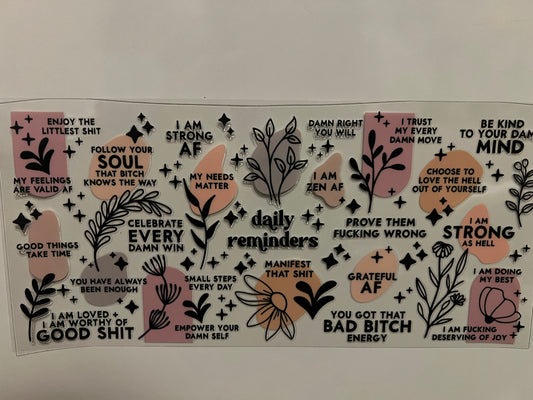 ENJOY THE
LITTLEST SHIT
MY FEELINGS
ARE VALID AF
FOLLOW YOUR
SOUL
THAT BITCH
KNOWS THE WAY
I AM
STRONG
AF
MY NEEDS
MATTER
DAMN RIGHT
YOU WILL
I AM
ZEN AF
I TRUST
MY EVERY
DAMN MOVE
BE KIND
TO YOUR DAM
MIND
CHOOSE TO
LOVE THE HELL
OUT OF YOURSELF
GOOD THINGS
TAKE TIME
CELEBRATE
EVERY
DAMN WIN
daily
reminders
PROVE THEM
FUCKING WRONG
I AM
STRONG
AS HELL
YOU HAVE ALWAYS
BEEN ENOUGH
SMALL STEPS
EVERY DAY
MANIFEST
THAT SHIT
GRATEFUL
AF
I AM DOING
MY BEST
I AM LOVED +
I AM WORTHY OF
GOOD SHIT
EMPOWER YOUR
DAMN SELF
YOU GOT THAT
BAD BITCH
ENERGY
I AM FUCKING
DESERVING OF JOY